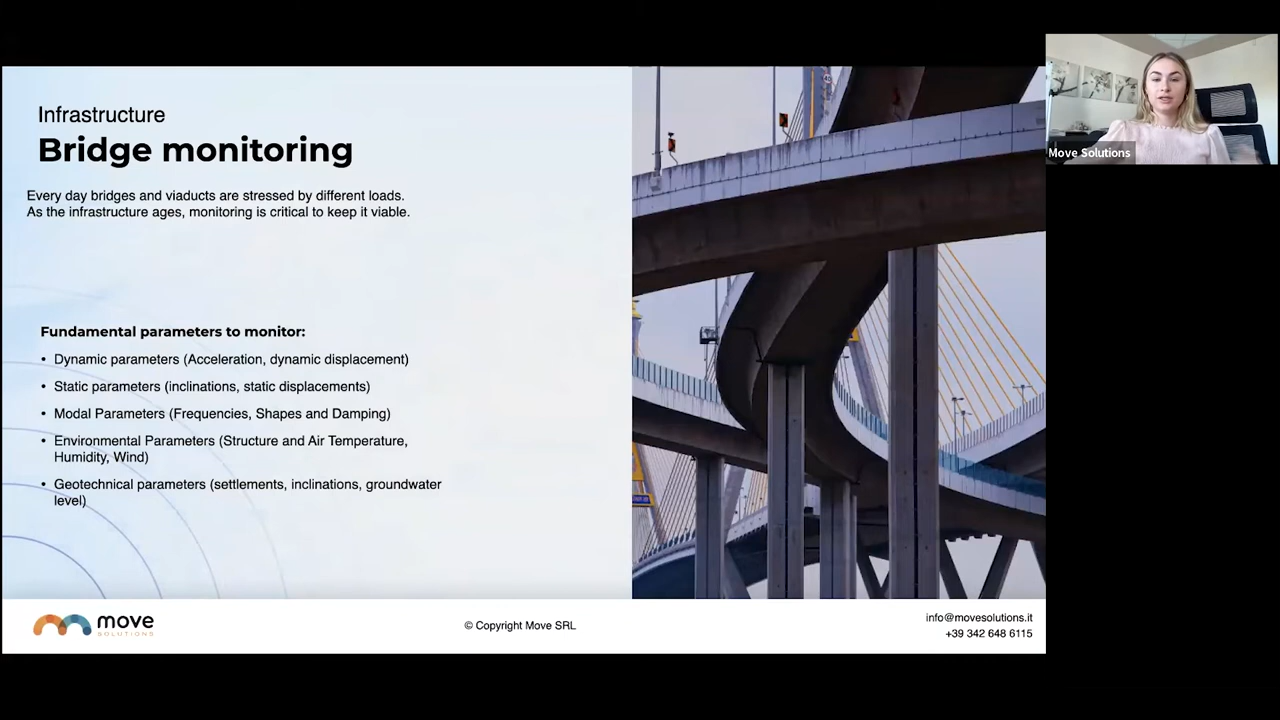 Infrastructure
Bridge monitoring
Every day bridges and viaducts are stressed by different loads.
As the infrastructure ages, monitoring is critical to keep it viable.
Fundamental parameters to monitor:
• Dynamic parameters (Acceleration, dynamic displacement)
• Static parameters (inclinations, static displacements)
• Modal Parameters (Frequencies, Shapes and Damping)
• Environmental Parameters (Structure and Air Temperature,
Humidity, Wind)
• Geotechnical parameters (settlements, inclinations, groundwater
level)
move
SOLUTIONS
© Copyright Move SRL
info@movesolutions.it
+39 342 648 6115
Move Solutions